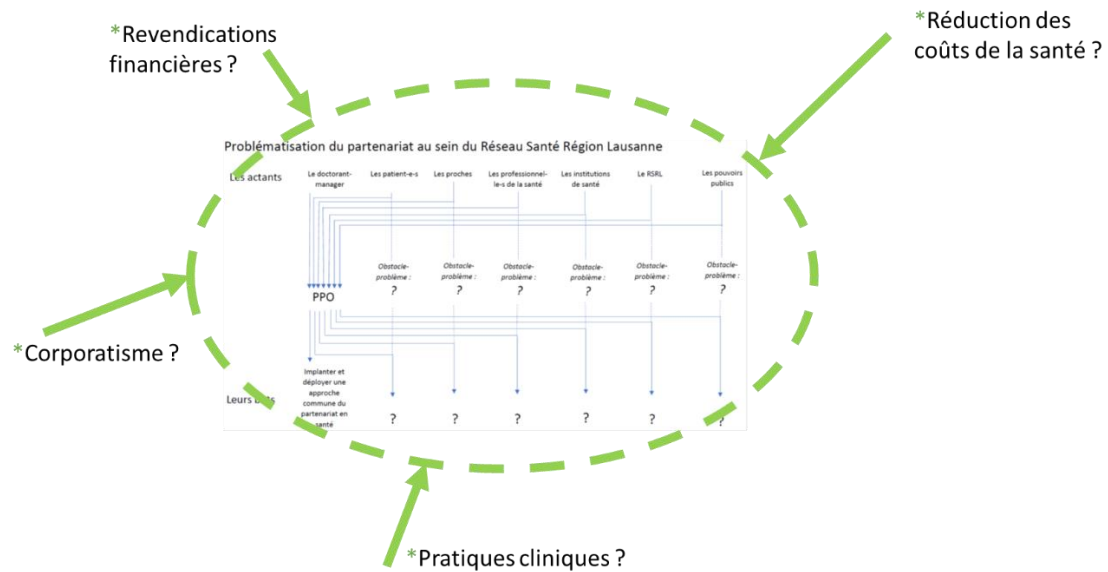 *Revendications
financières ?
*Réduction des
coûts de la santé ?
Problématisation du partenariat au sein du Réseau Santé Région Lausanne
Les actants
Le doctorant-
manager
Les patient-e-s
Les proches
Les professionnel-
le-s de la santé
Les institutions
de santé
Le RSRL
Les pouvoirs
publics
Obstacle-
problème :
?
Obstacle-
problème :
?
Obstacle-
problème :
?
Obstacle-
problème :
?
Obstacle-
problème :
?
Obstacle-
problème :
?
PPO
*Corporatisme ?
Leurs
Implanter et
déployer une
approche
commune du
partenariat en
santé
?
?
?
?
?
?
*Pratiques cliniques ?